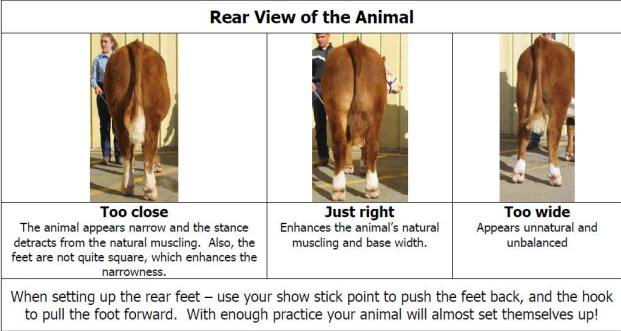 Rear View of the Animal
Too close
The animal appears narrow and the stance
detracts from the natural muscling.  Also, the
feet are not quite square, which enhances the
narrowness.
Just right
Enhances the animal's natural
muscling and base width.
Too wide
Appears unnatural and
unbalanced
When setting up the rear feet – use your show stick point to push the feet back, and the hook
to pull the foot forward.  With enough practice your animal will almost set themselves up!